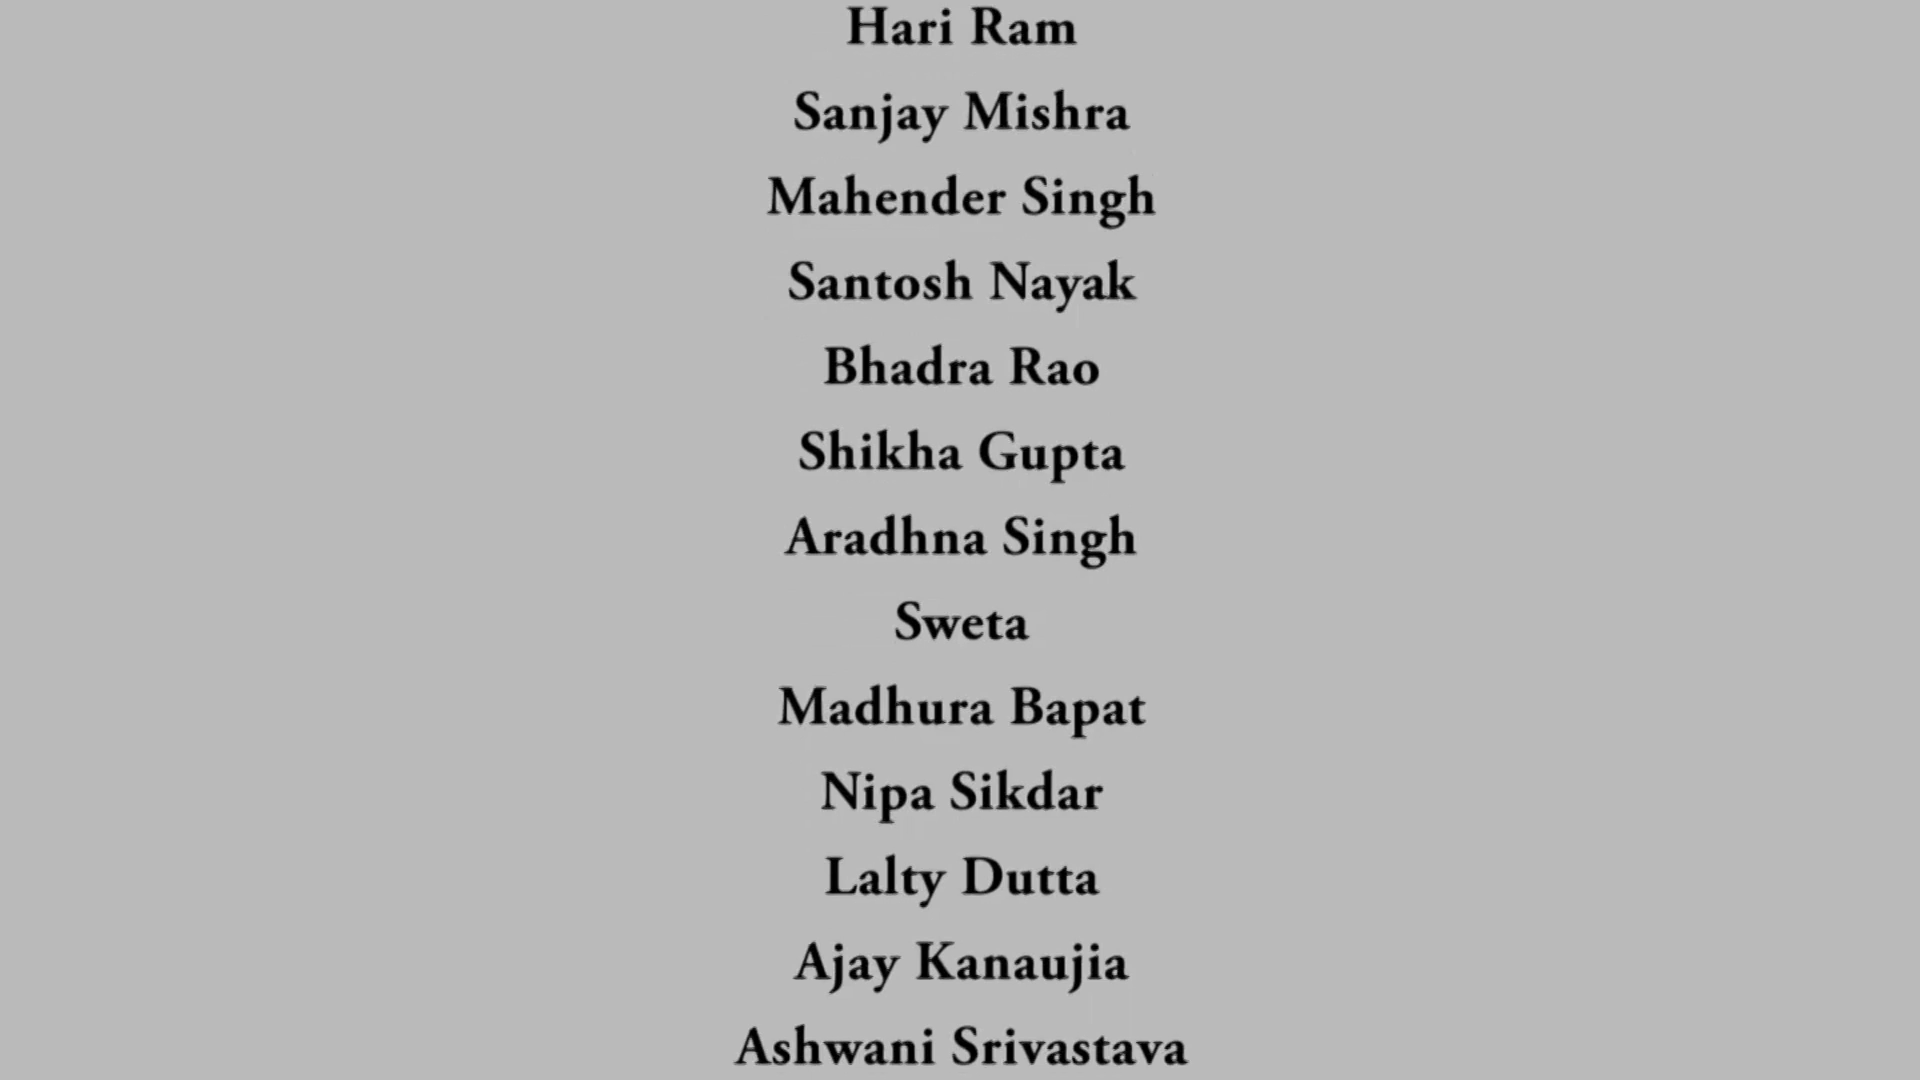 Hari Ram
Sanjay Mishra
Mahender Singh
Santosh Nayak
Bhadra Rao
Shikha Gupta
Aradhna Singh
Sweta
Madhura Bapat
Nipa Sikdar
Lalty Dutta
Ajay Kanaujia
Ashwani Srivastava